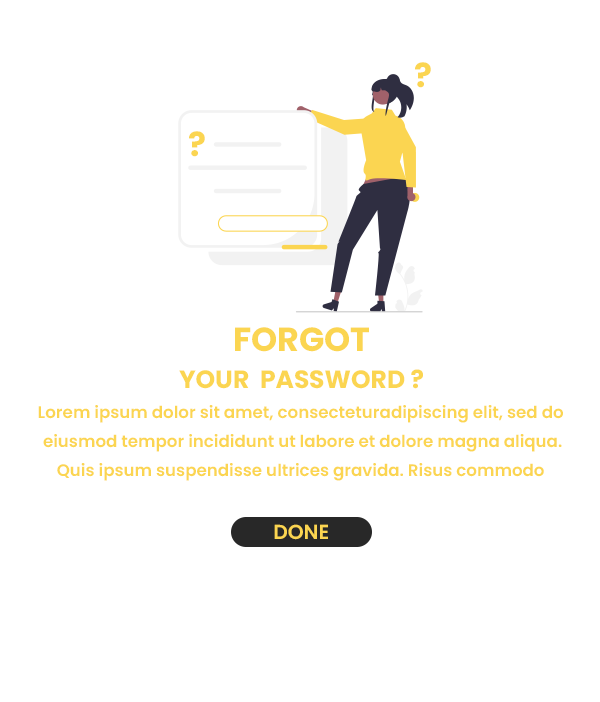 ?
?
FORGOT
YOUR PASSWORD ?
Lorem ipsum dolor sit amet, consecteturadipiscing elit, sed do
eiusmod tempor incididunt ut labore et dolore magna aliqua.
Quis ipsum suspendisse ultrices gravida. Risus commodo
DONE